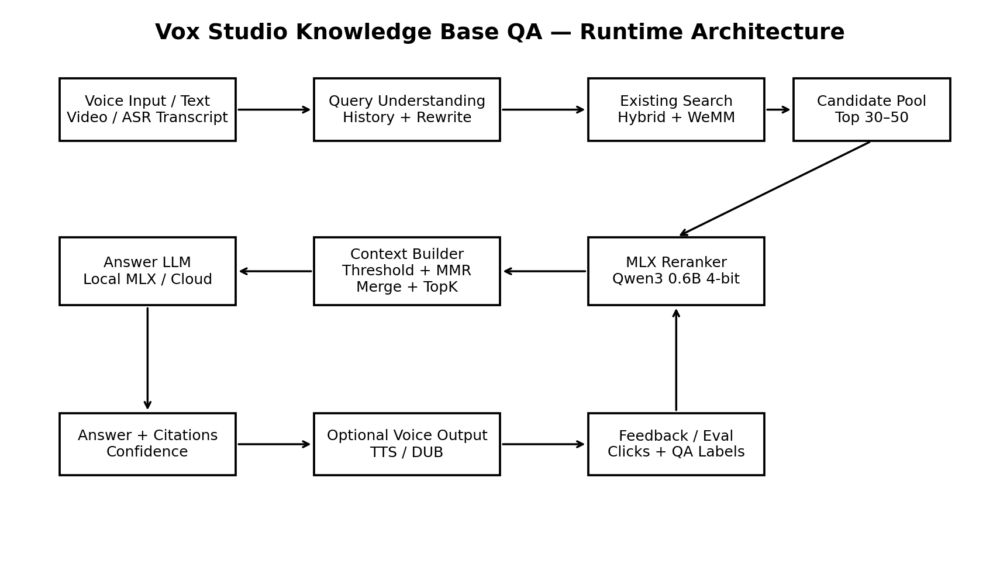 Vox Studio Knowledge Base QA — Runtime Architecture
Voice Input / Text
Video / ASR Transcript
Query Understanding
History + Rewrite
Existing Search
Hybrid + WeMM
Candidate Pool
Top 30–50
Answer LLM
Local MLX / Cloud
Context Builder
Threshold + MMR
Merge + TopK
MLX Reranker
Qwen3 0.6B 4-bit
Answer + Citations
Confidence
Optional Voice Output
TTS / DUB
Feedback / Eval
Clicks + QA Labels